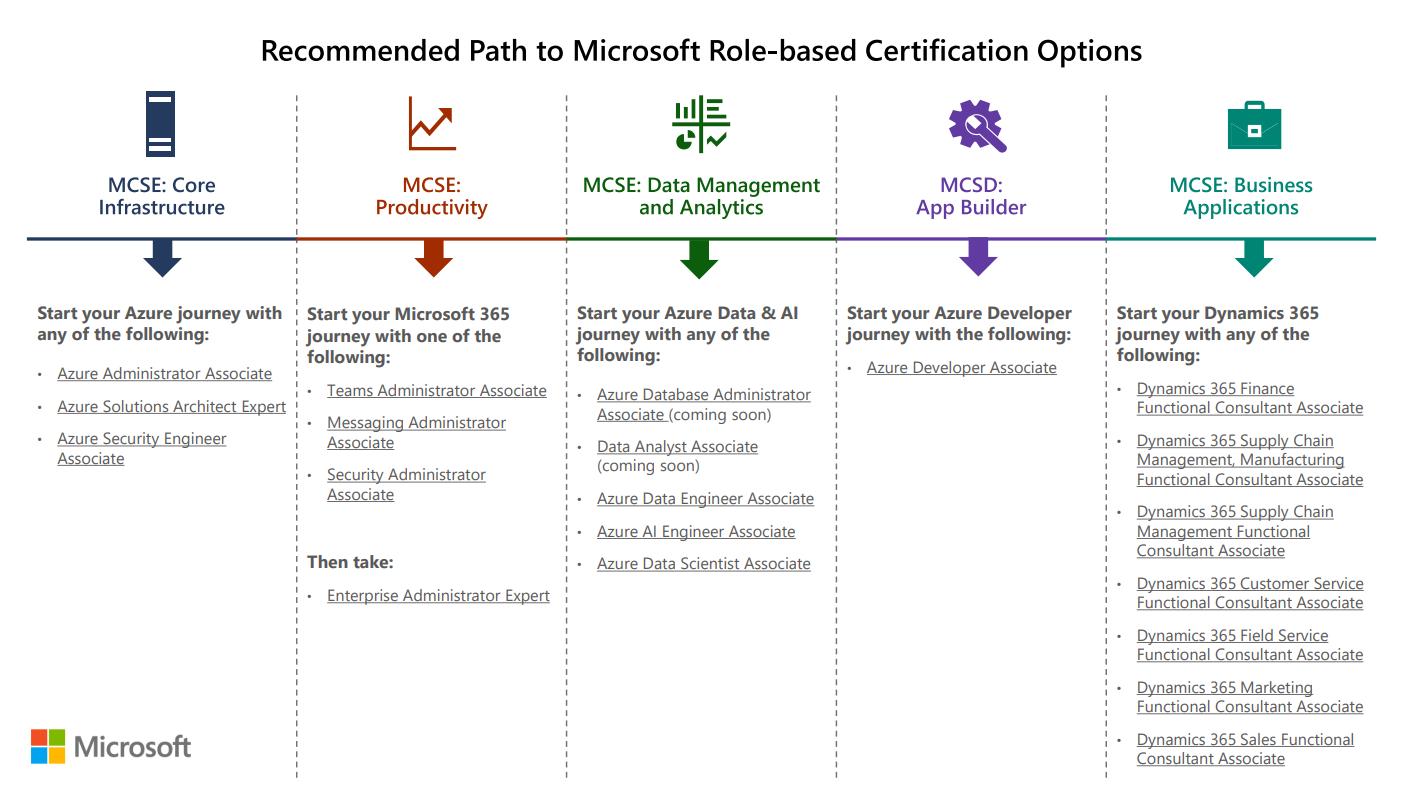 Recommended Path to Microsoft Role-based Certification Options
MCSE: Core
Infrastructure
Start your Azure journey with
any of the following:
• Azure Administrator Associate
• Azure Solutions Architect Expert
• Azure Security Engineer
Associate
MCSE:
Productivity
Start your Microsoft 365
journey with one of the
following:
• Teams Administrator Associate
• Messaging Administrator
Associate
• Security Administrator
Associate
Then take:
• Enterprise Administrator Expert
MCSE: Data Management
and Analytics
Start your Azure Data & AI
journey with any of the
following:
• Azure Database Administrator
Associate (coming soon)
• Data Analyst Associate
(coming soon)
• Azure Data Engineer Associate
• Azure AI Engineer Associate
• Azure Data Scientist Associate
MCSD:
App Builder
Start your Azure Developer
journey with the following:
• Azure Developer Associate
MCSE: Business
Applications
Start your Dynamics 365
journey with any of the
following:
• Dynamics 365 Finance
Functional Consultant Associate
• Dynamics 365 Supply Chain
Management, Manufacturing
Functional Consultant Associate
• Dynamics 365 Supply Chain
Management Functional
Consultant Associate
• Dynamics 365 Customer Service
Functional Consultant Associate
• Dynamics 365 Field Service
Functional Consultant Associate
• Dynamics 365 Marketing
Functional Consultant Associate
• Dynamics 365 Sales Functional
Consultant Associate
Microsoft